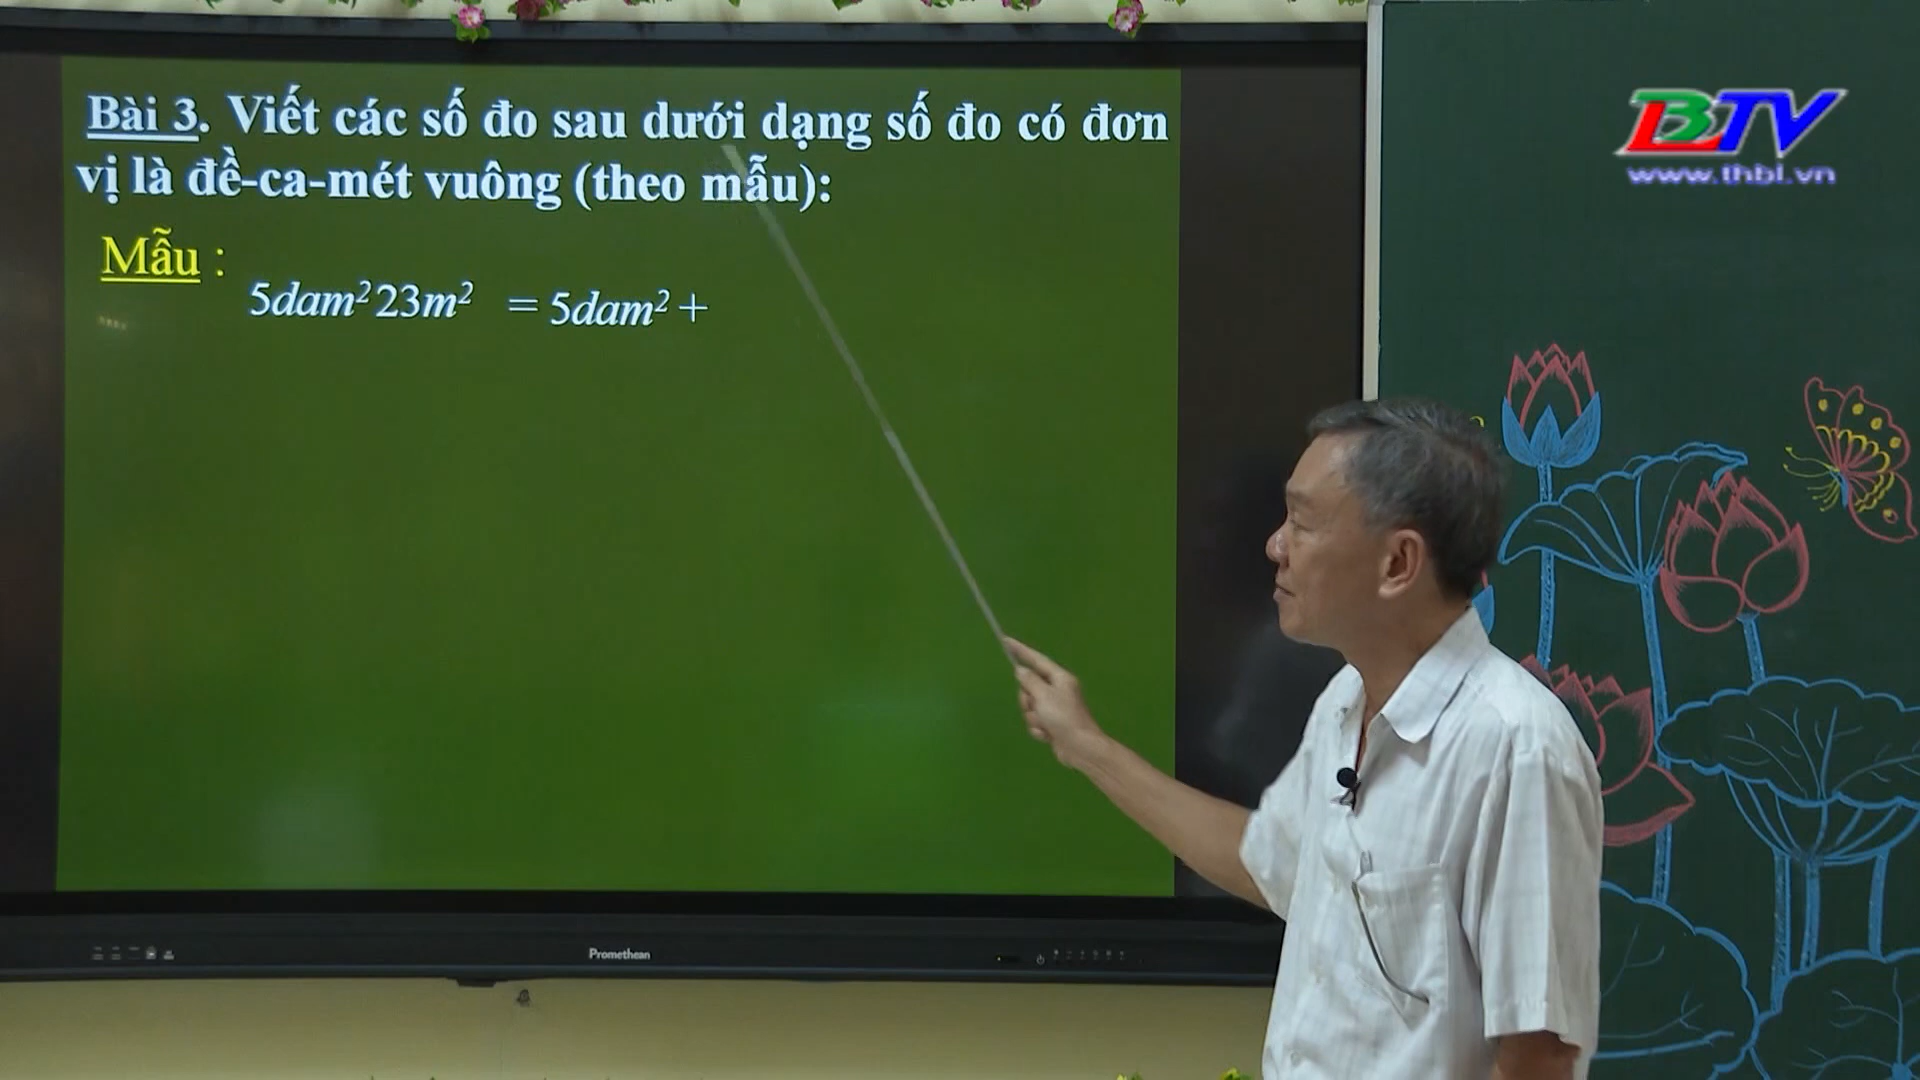 Bài 3. Viết các số đo sau dưới dạng số đo có đơn
vị là đề-ca-mét vuông (theo mẫu):
Mẫu :
5dam² 23m² = 5dam² +
BTV
www.thbl.vn
Promethean